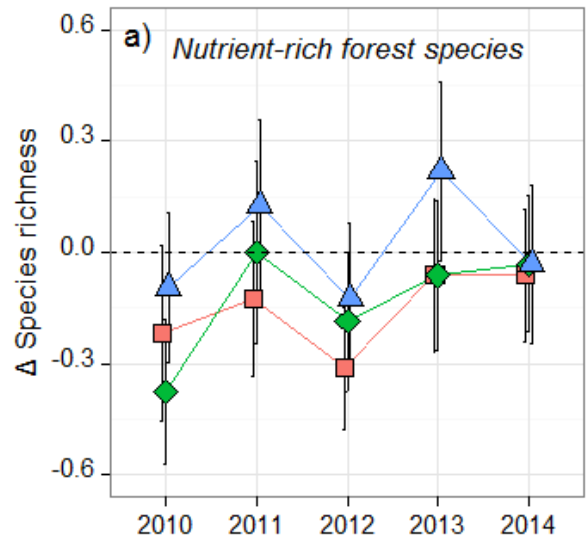 a) Nutrient-rich forest species
Δ Species richness
0.6
0.3
0.0
-0.3
-0.6
2010 2011 2012 2013 2014